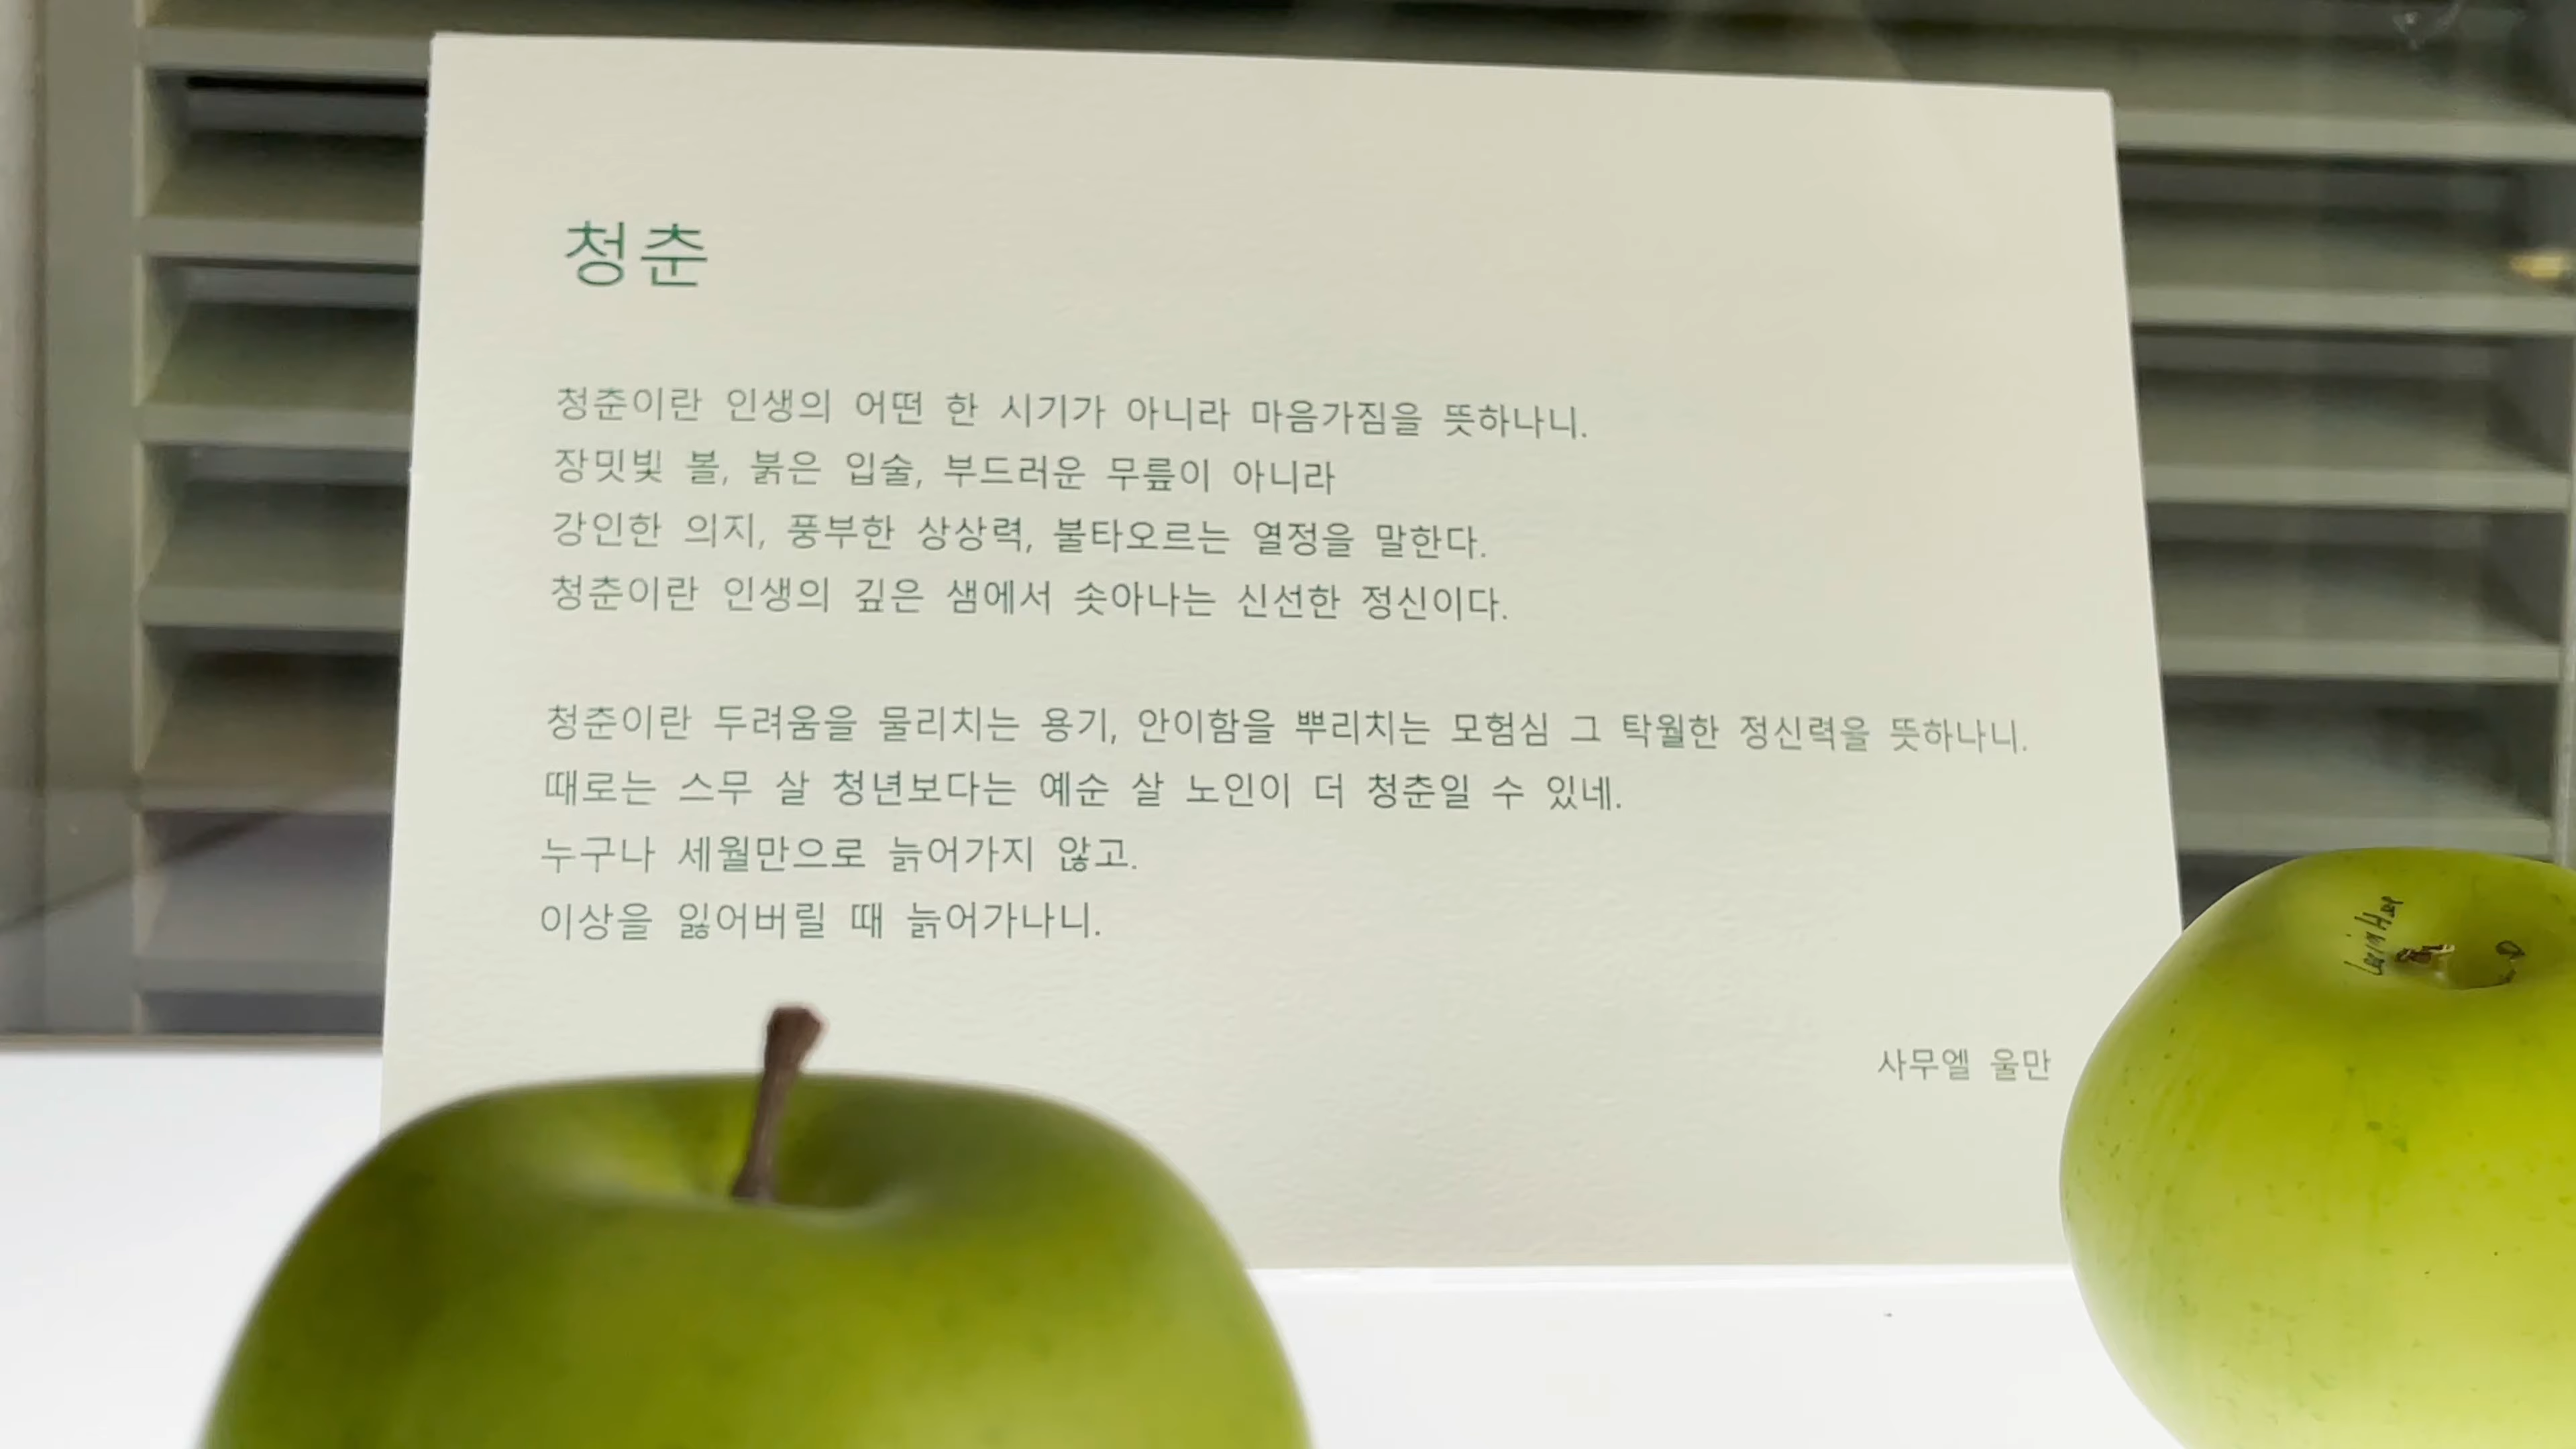 청춘
청춘이란 인생의 어떤 한 시기가 아니라 마음가짐을 뜻하나니.
장밋빛 볼, 붉은 입술, 부드러운 무릎이 아니라
강인한 의지, 풍부한 상상력, 불타오르는 열정을 말한다.
청춘이란 인생의 깊은 샘에서 솟아나는 신선한 정신이다.
청춘이란 두려움을 물리치는 용기, 안이함을 뿌리치는 모험심 그 탁월한 정신력을 뜻하나니.
때로는 스무 살 청년보다는 예순 살 노인이 더 청춘일 수 있네.
누구나 세월만으로 늙어가지 않고.
이상을 잃어버릴 때 늙어가나니.
사무엘 울만